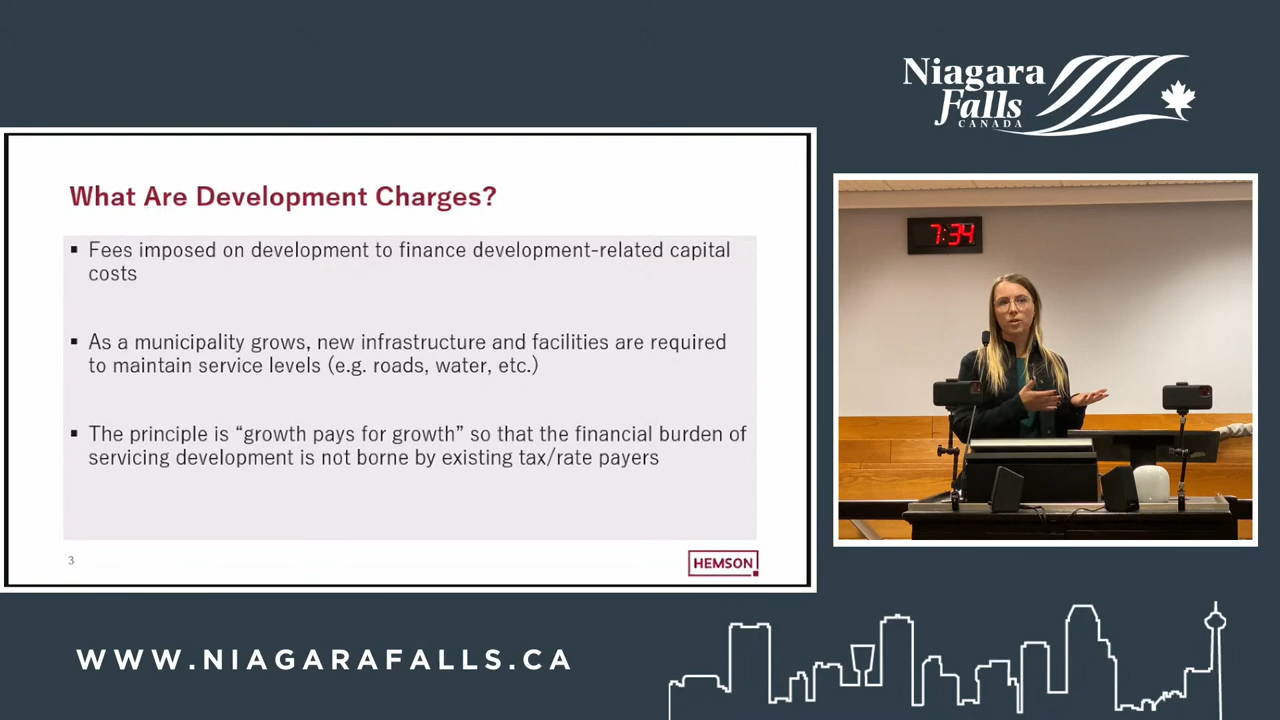 Niagara
Falls
CANADA
What Are Development Charges?
▪ Fees imposed on development to finance development-related capital
costs
▪ As a municipality grows, new infrastructure and facilities are required
to maintain service levels (e.g. roads, water, etc.)
▪ The principle is “growth pays for growth” so that the financial burden of
servicing development is not borne by existing tax/rate payers
3
HEMSON
7:34
WWW.NIAGARAFALLS.CA